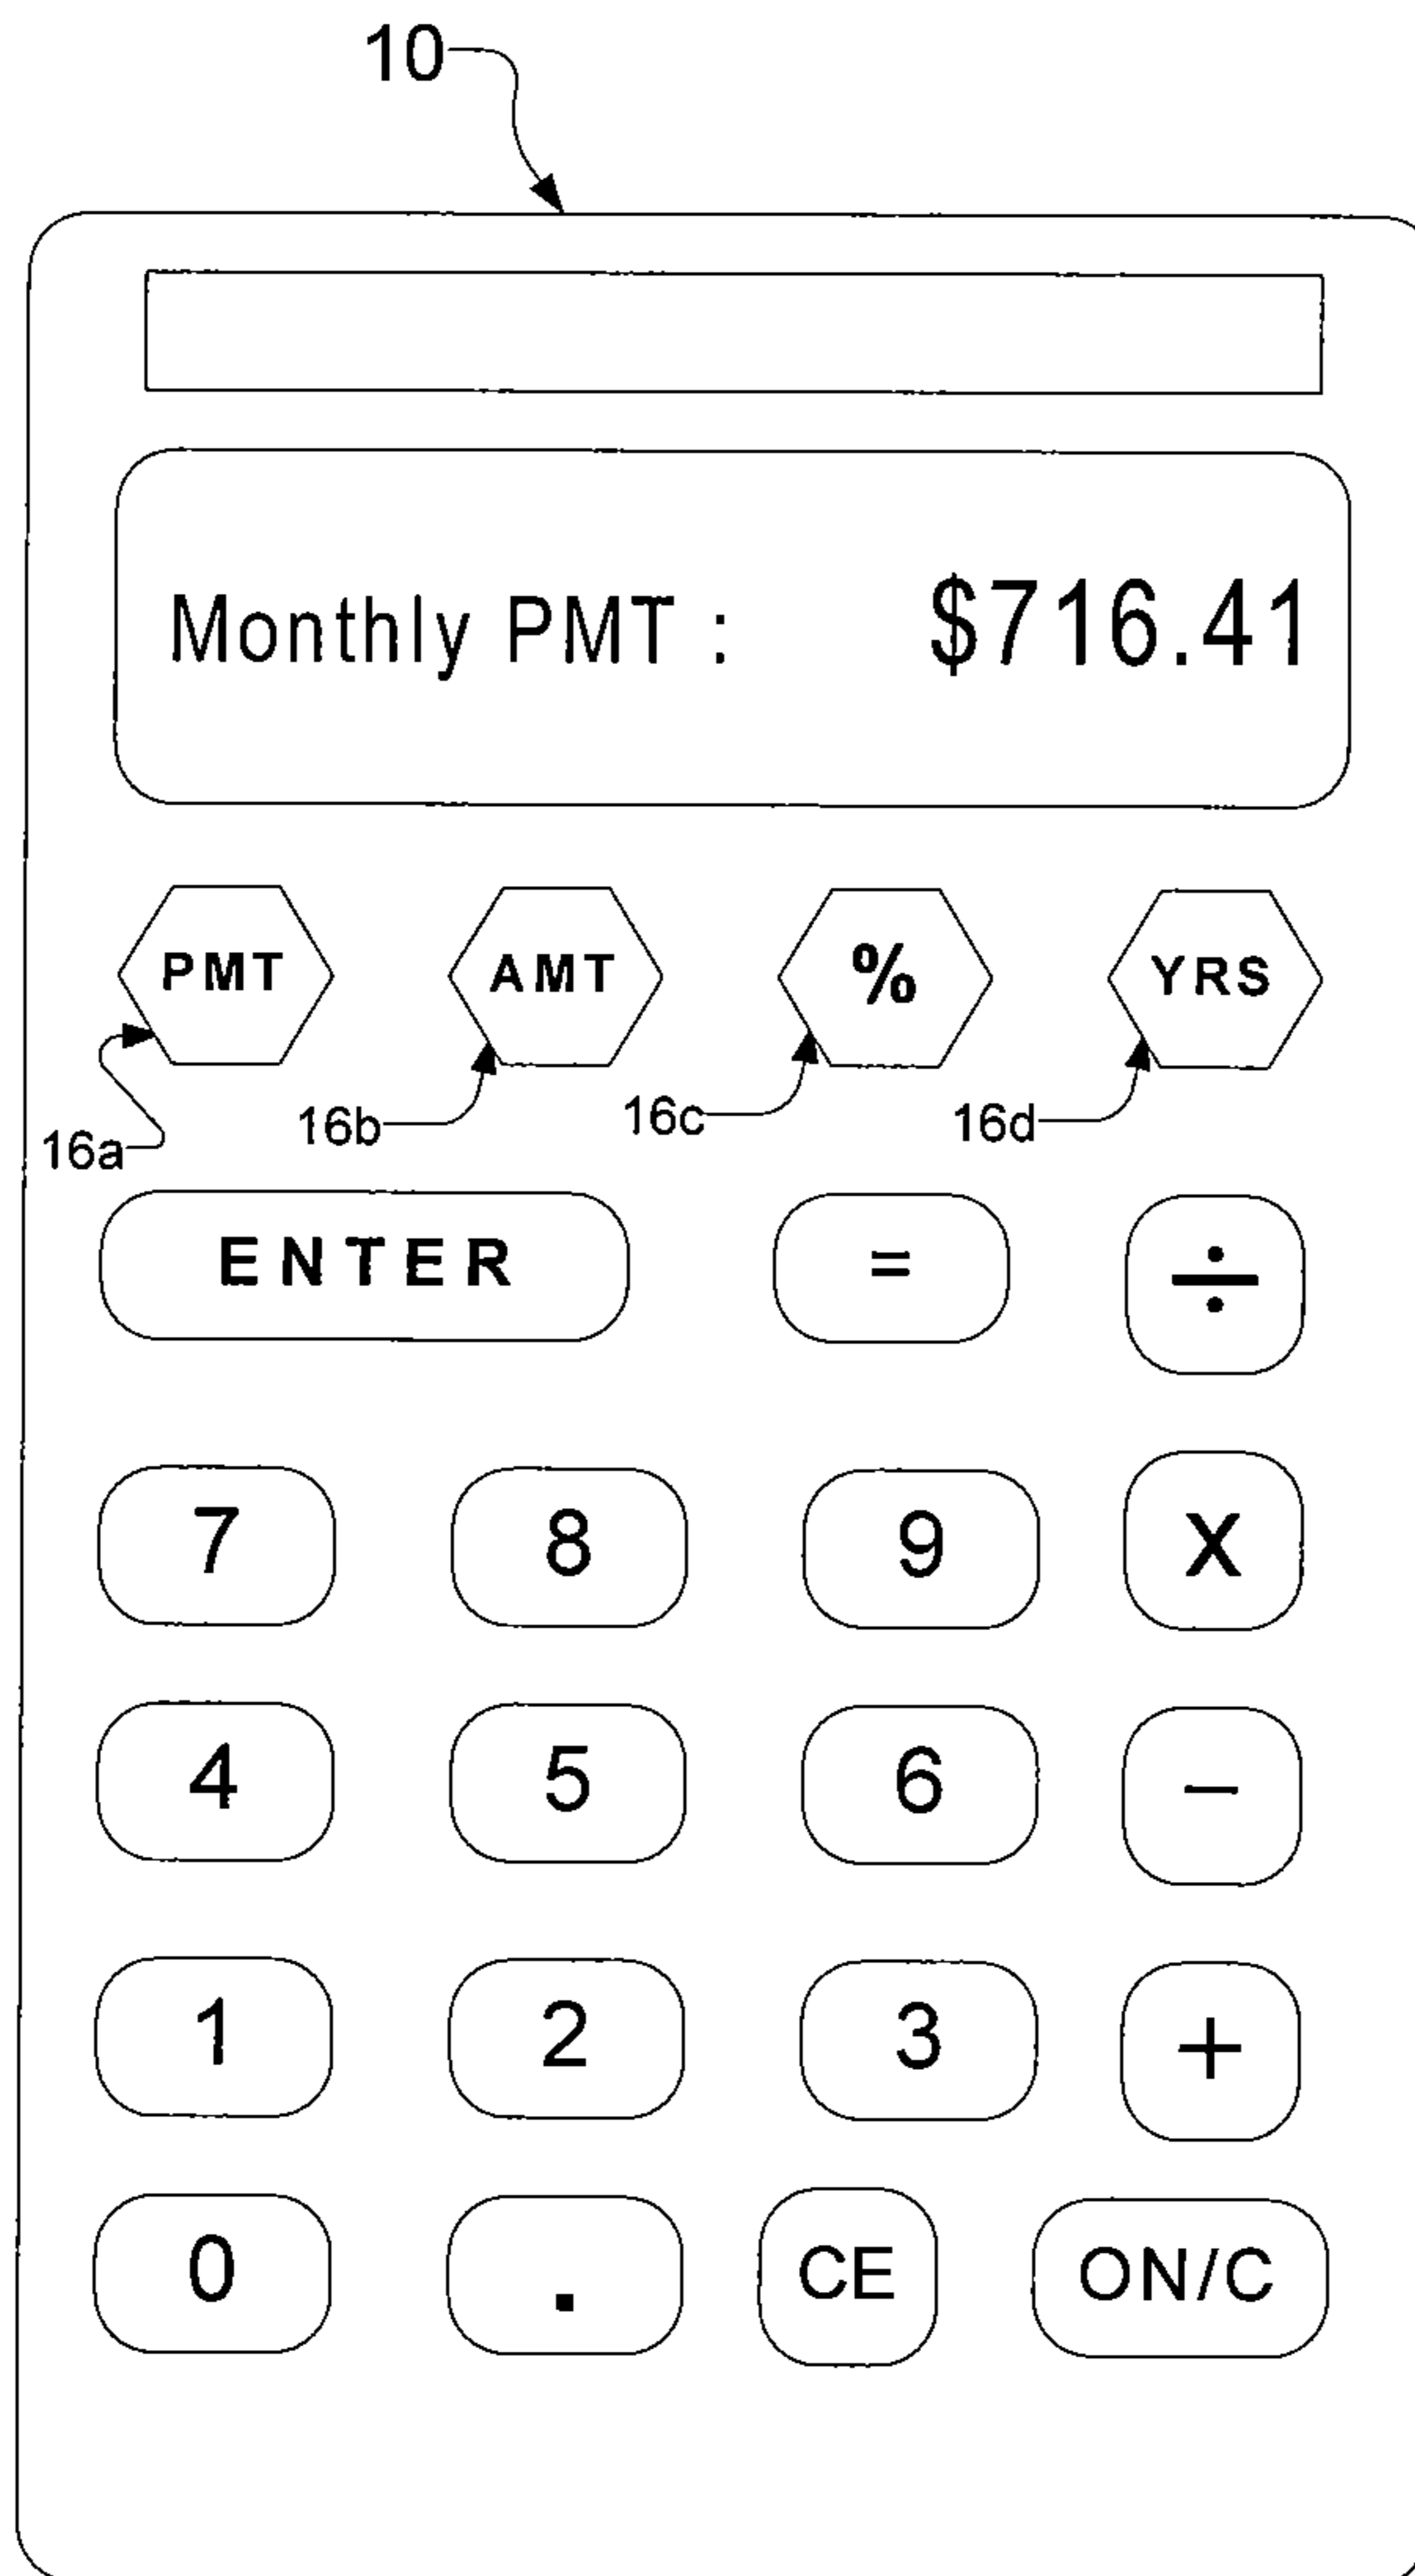 10
Monthly PMT : $716.41
PMT AMT % YRS
16a 16b 16c 16d
ENTER = ÷
7 8 9 X
4 5 6 −
1 2 3 +
0 . CE ON/C